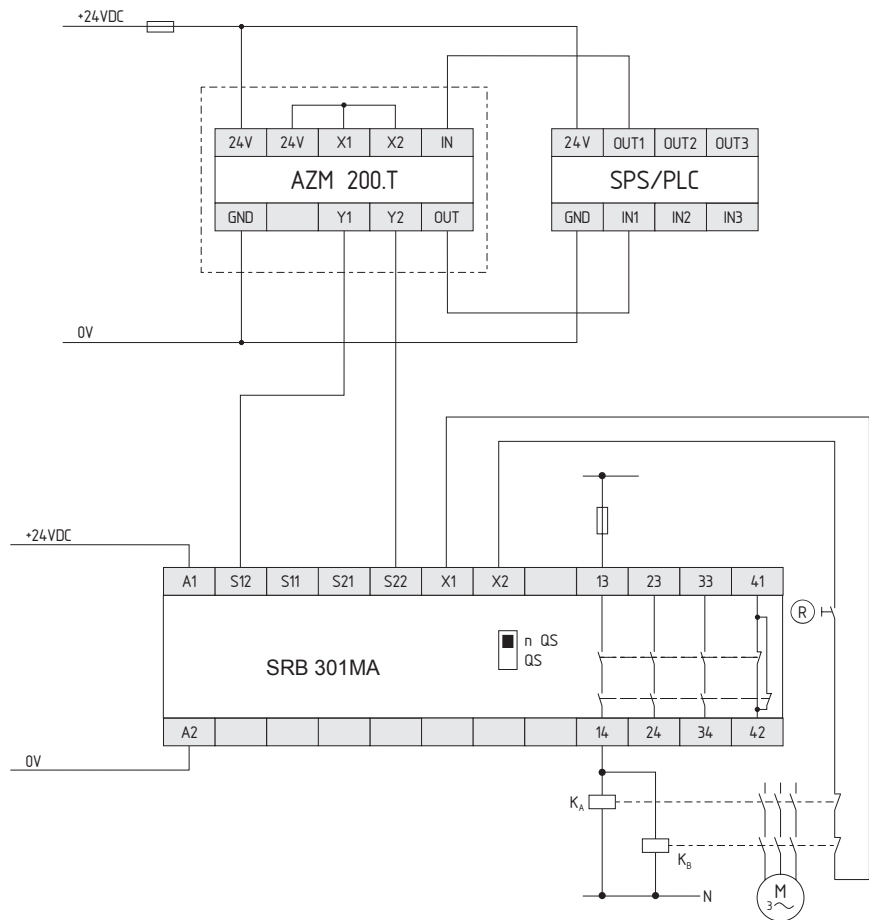 +24VDC
24V 24V X1 X2 IN
AZM 200.T
GND Y1 Y2 OUT
24V OUT1 OUT2 OUT3
SPS/PLC
GND IN1 IN2 IN3
0V
+24VDC
A1 S12 S11 S21 S22 X1 X2 13 23 33 41
R
n QS
QS
SRB 301MA
A2 14 24 34 42
0V
KA
KB
N
M
3~